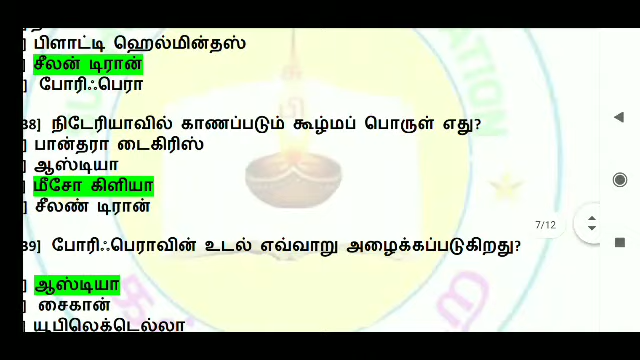 ] பிளாட்டி ஹெல்மின்தஸ்
] சீலன் டிரான்
] போரிஃபெரா
38] நிடேரியாவில் காணப்படும் கூழ்மப் பொருள் எது?
] பான்தரா டைகிரிஸ்
] ஆஸ்டியா
] மீசோ கிளியா
] சீலண் டிரான்
7/12
39] போரிஃபெராவின் உடல் எவ்வாறு அழைக்கப்படுகிறது?
] ஆஸ்டியா
] சைகான்
] யூபிலெக்டெல்லா